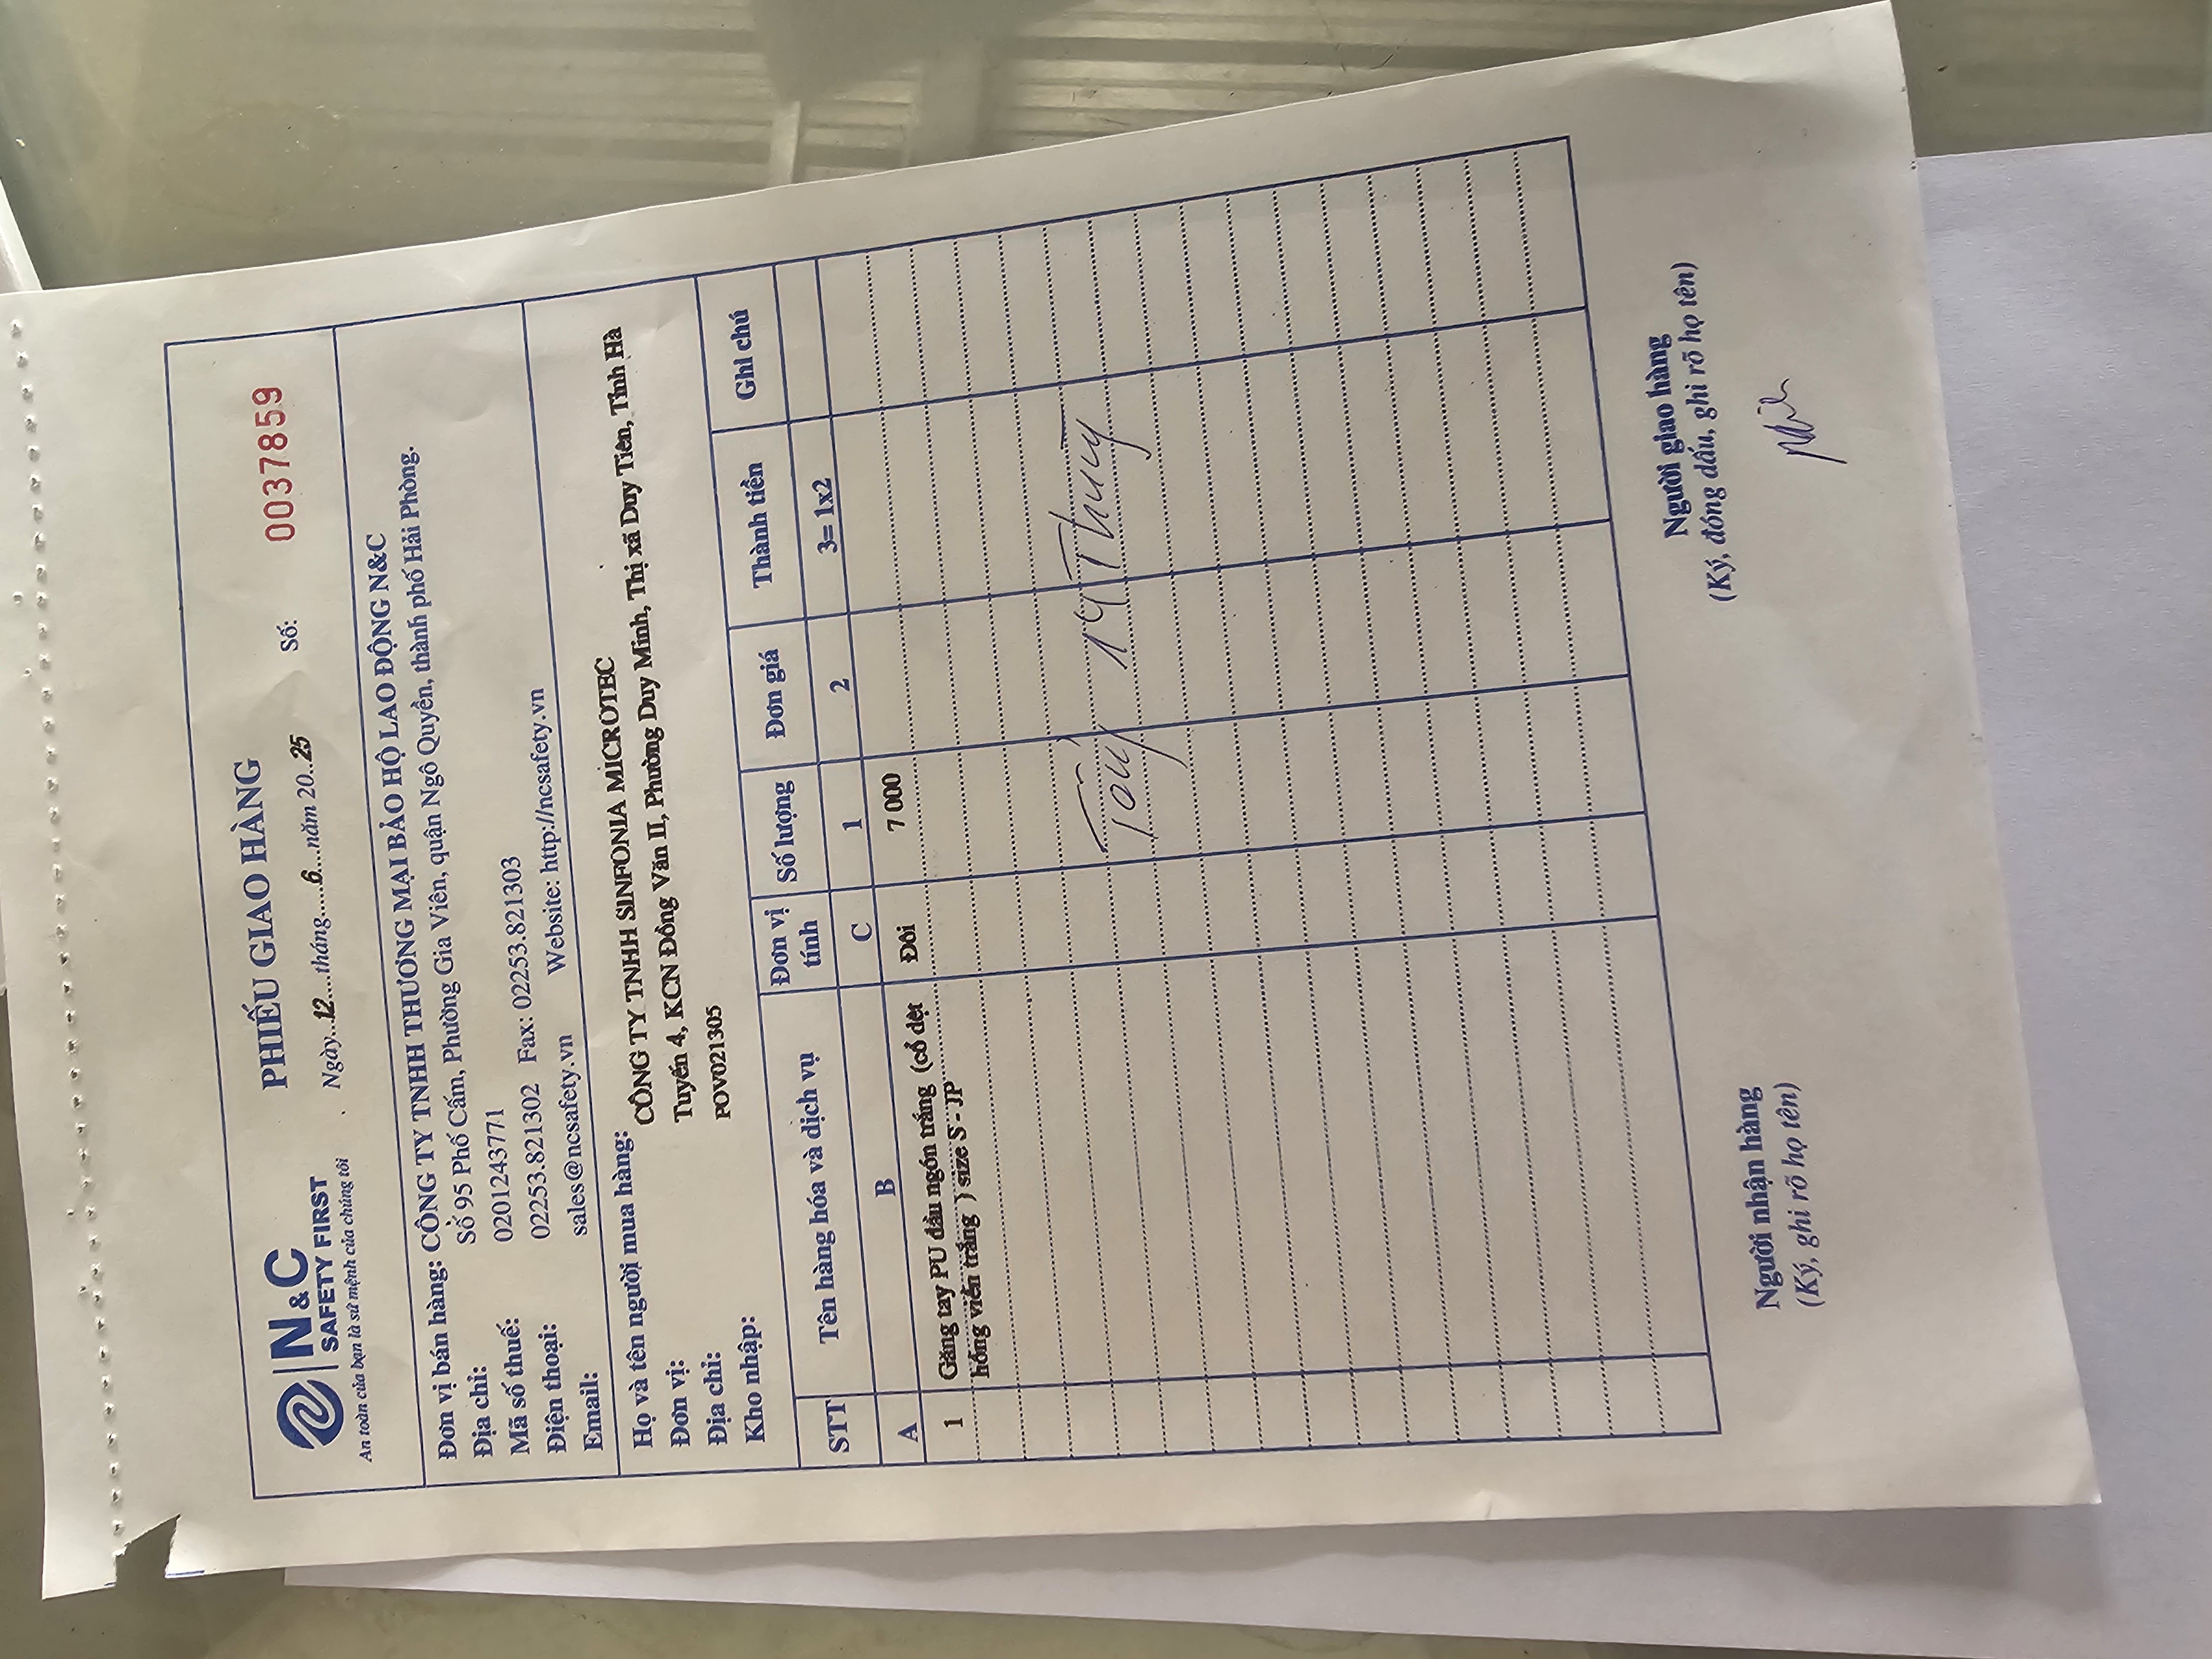 N&C
SAFETY FIRST
An toàn của bạn là sứ mệnh của chúng tôi
PHIẾU GIAO HÀNG
Ngày 12 tháng 6 năm 2025
Số: 0037859
Đơn vị bán hàng: CÔNG TY TNHH THƯƠNG MẠI BẢO HỘ LAO ĐỘNG N&C
Địa chỉ: Số 95 Phố Cấm, Phường Gia Viên, quận Ngô Quyền, thành phố Hải Phòng.
Mã số thuế: 0201243771
Điện thoại: 02253.821302 Fax: 02253.821303
Email: sales@ncsafety.vn Website: http://ncsafety.vn
Họ và tên người mua hàng:
Đơn vị: CÔNG TY TNHH SINFONIA MICROTEC
Địa chỉ: Tuyến 4, KCN Đồng Văn II, Phường Duy Minh, Thị xã Duy Tiên, Tỉnh Hà
Kho nhập: POV021305
STT Tên hàng hóa và dịch vụ Đơn vị tính Số lượng Đơn giá Thành tiền Ghi chú
A B C 1 2 3= 1x2
1 Găng tay PU đầu ngón trắng (cổ dệt Đôi 7 000
hồng viền trắng ) size S - JP
Thuy
Người nhận hàng
(Ký, ghi rõ họ tên)
Người giao hàng
(Ký, đóng dấu, ghi rõ họ tên)